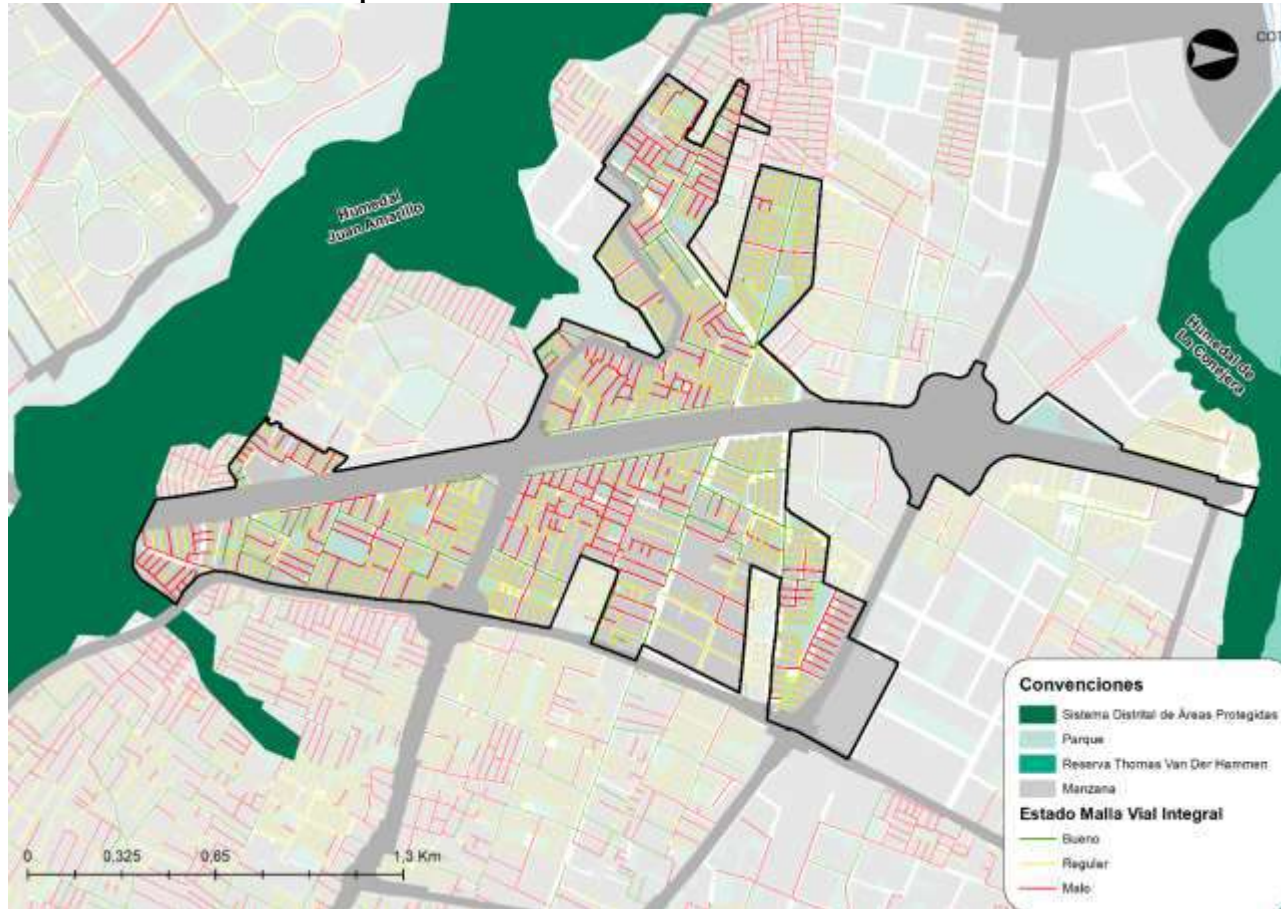 Humedal
Juan Amarillo
Humedal de
La Conejera
Convenciones
Sistema Distrital de Áreas Protegidas
Parque
Reserva Thomas Van Der Hammen
Manzana
Estado Malla Vial Integral
Bueno
Regular
Malo
0 0,325 0,65 1,3 Km